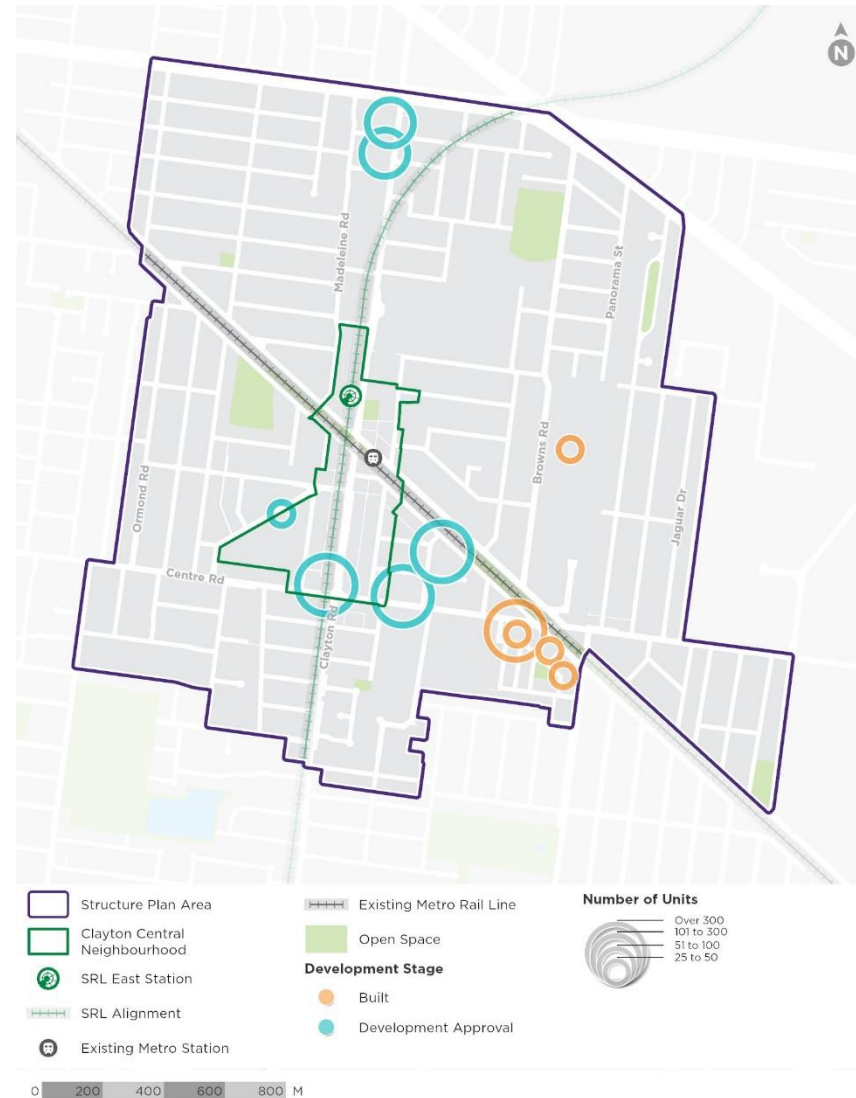 N
Madeleine Rd
Panorama St
Ormond Rd
Browns Rd
Jaguar Dr
Centre Rd
Clayton Rd
Structure Plan Area
Clayton Central
Neighbourhood
SRL East Station
SRL Alignment
Existing Metro Station
Existing Metro Rail Line
Open Space
Development Stage
Built
Development Approval
Number of Units
Over 300
101 to 300
51 to 100
25 to 50
0 200 400 600 800 M